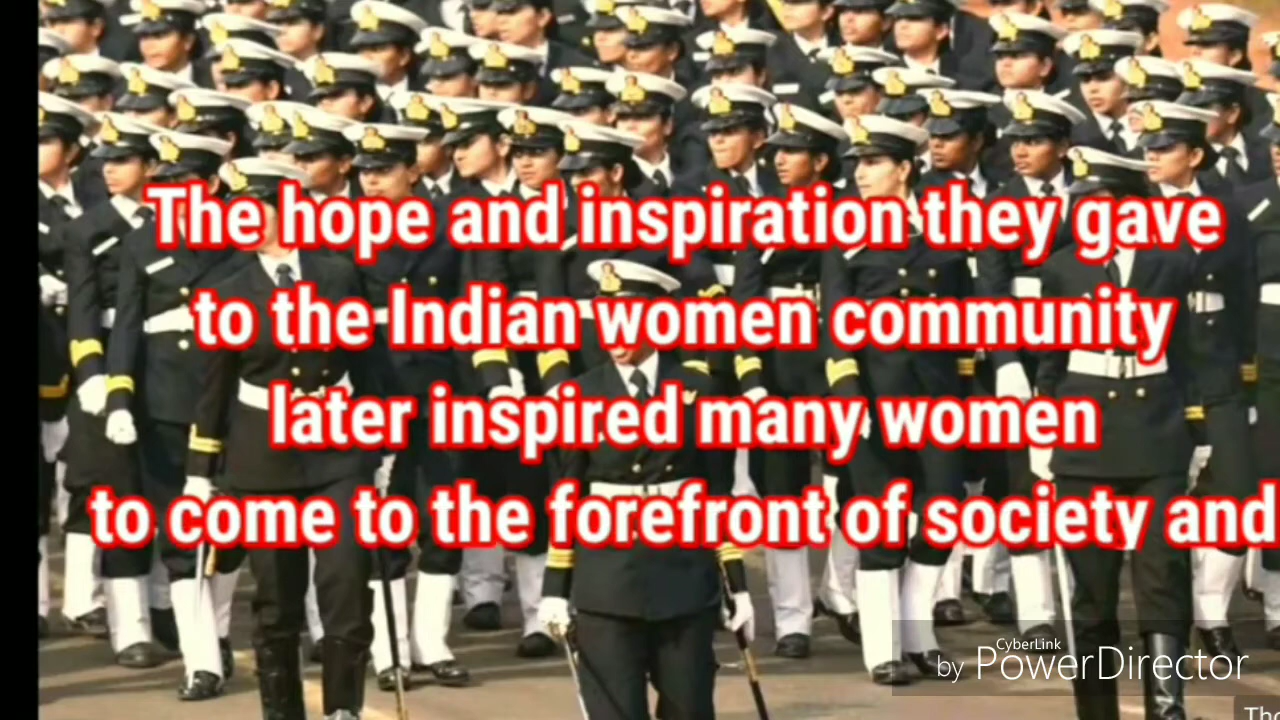 The hope and inspiration they gave
to the Indian women community
later inspired many women
to come to the forefront of society and
CyberLink
by PowerDirector